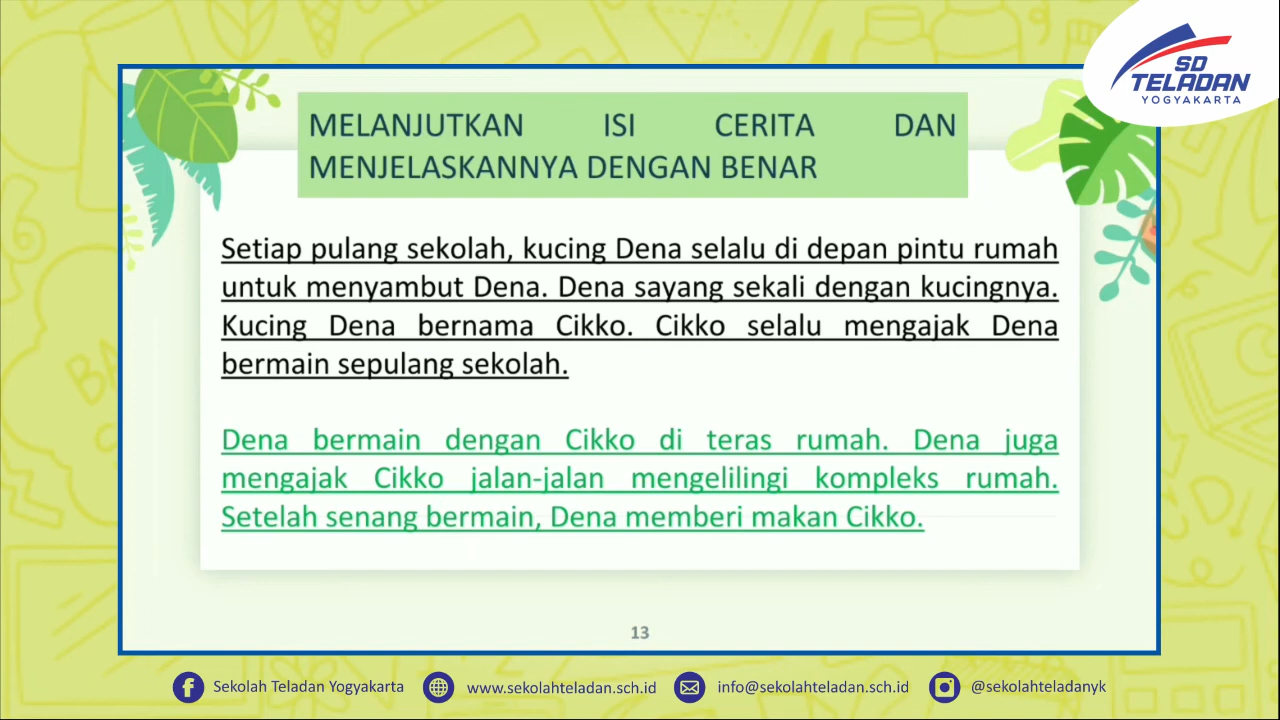 SD
TELADAN
YOGYAKARTA
MELANJUTKAN ISI CERITA DAN
MENJELASKANNYA DENGAN BENAR
Setiap pulang sekolah, kucing Dena selalu di depan pintu rumah
untuk menyambut Dena. Dena sayang sekali dengan kucingnya.
Kucing Dena bernama Cikko. Cikko selalu mengajak Dena
bermain sepulang sekolah.
Dena bermain dengan Cikko di teras rumah. Dena juga
mengajak Cikko jalan-jalan mengelilingi kompleks rumah.
Setelah senang bermain, Dena memberi makan Cikko.
13
Sekolah Teladan Yogyakarta www.sekolahteladan.sch.id info@sekolahteladan.sch.id @sekolahteladanyk